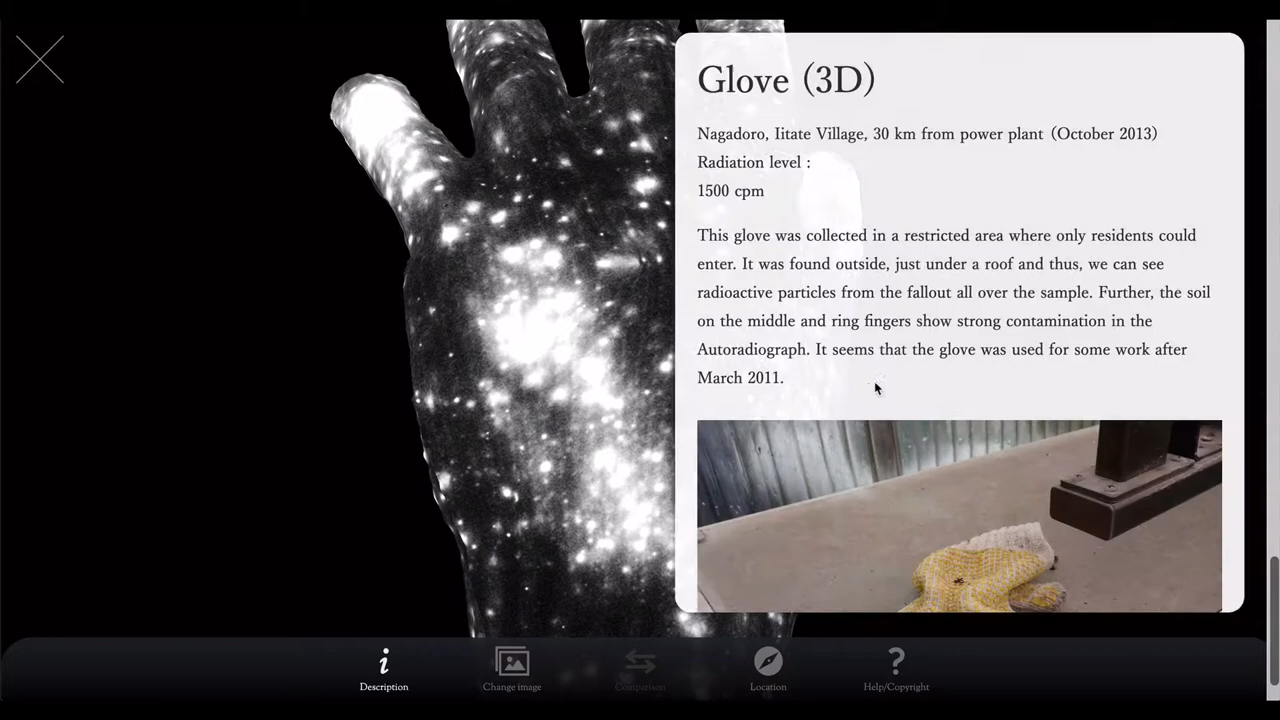 Glove (3D)
Nagadoro, Iitate Village, 30 km from power plant (October 2013)
Radiation level :
1500 cpm
This glove was collected in a restricted area where only residents could
enter. It was found outside, just under a roof and thus, we can see
radioactive particles from the fallout all over the sample. Further, the soil
on the middle and ring fingers show strong contamination in the
Autoradiograph. It seems that the glove was used for some work after
March 2011.
Description
Change image
Comparison
Location
Help/Copyright